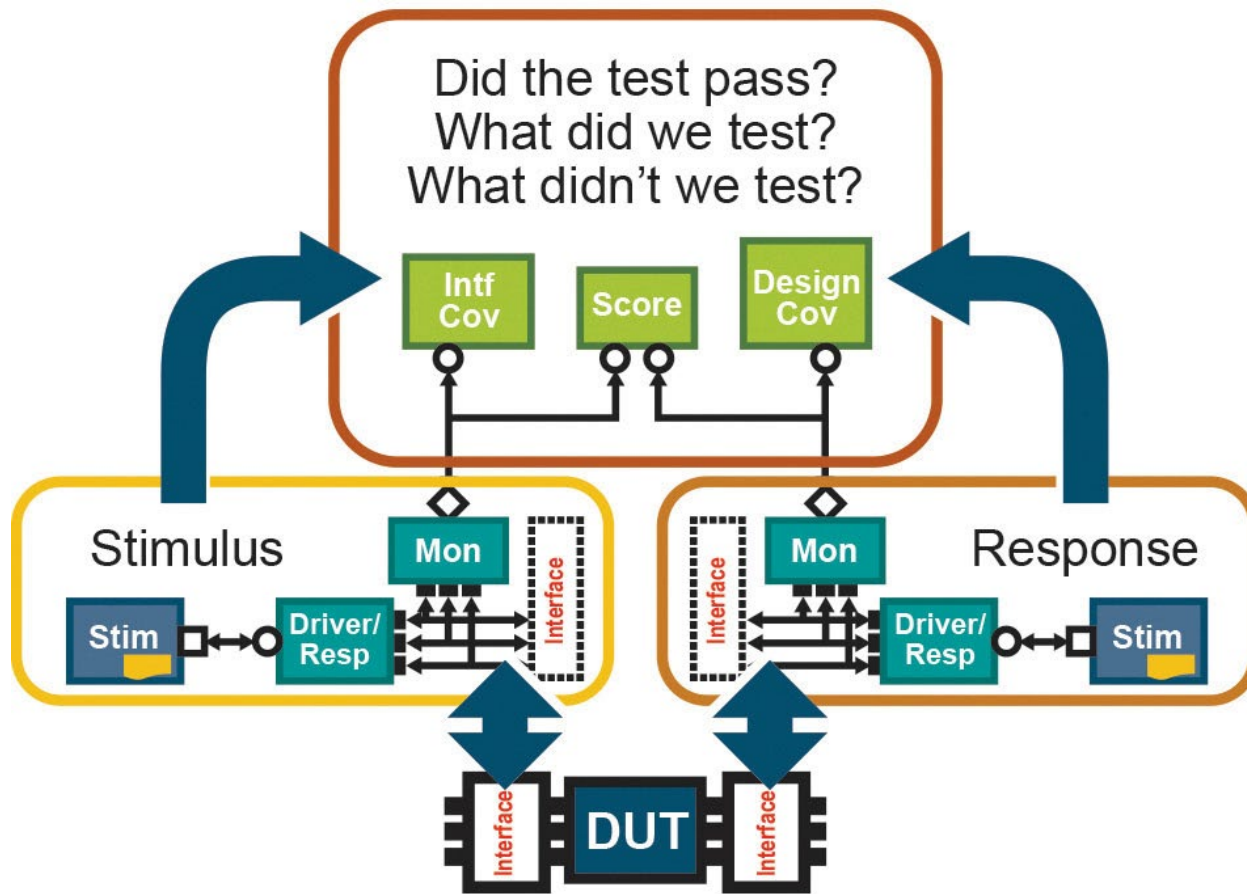 Did the test pass?
What did we test?
What didn't we test?
Intf
Cov
Score
Design
Cov
Stimulus
Mon
Interface
Stim
Driver/
Resp
Interface
Mon
Response
Driver/
Resp
Stim
Interface
DUT
Interface